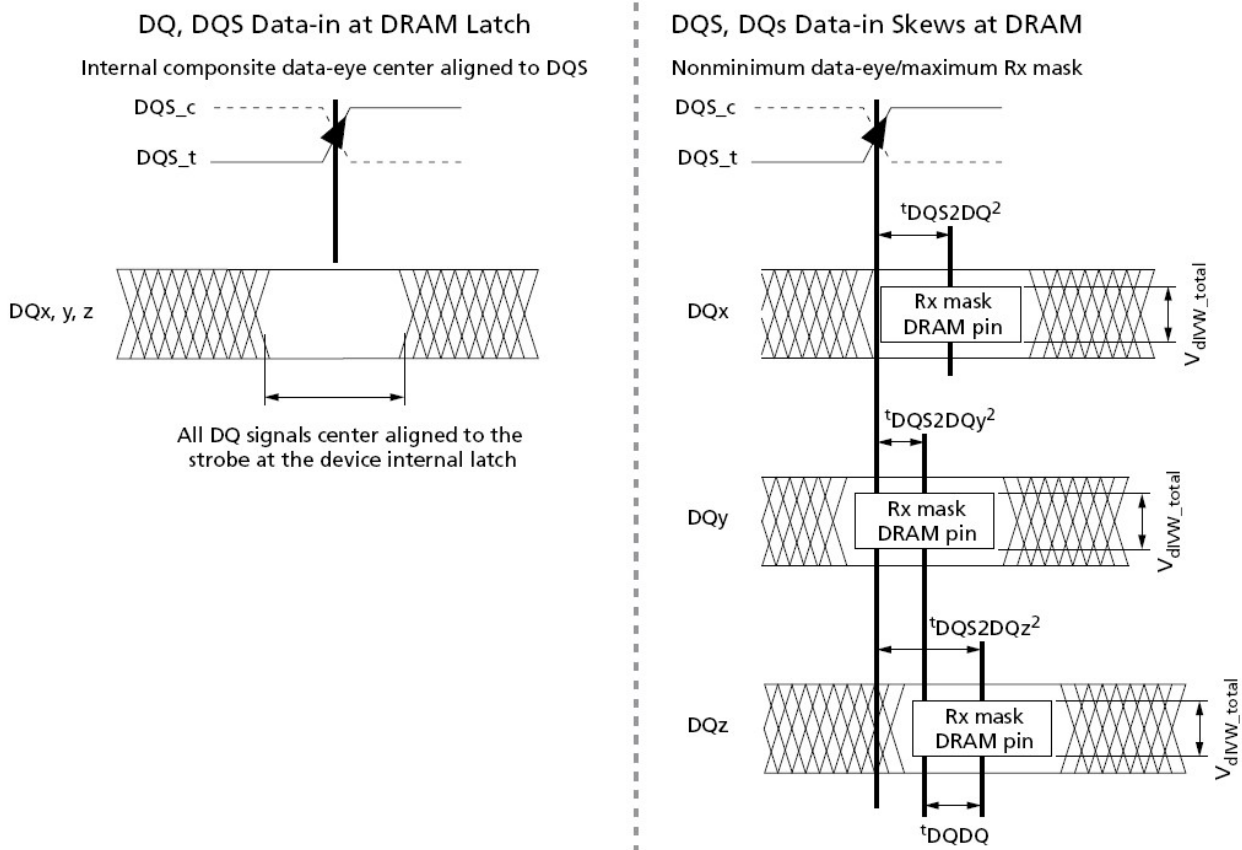 DQ, DQS Data-in at DRAM Latch
Internal componsite data-eye center aligned to DQS
DQS_c
DQS_t
DQx, y, z
All DQ signals center aligned to the
strobe at the device internal latch
DQS, DQs Data-in Skews at DRAM
Nonminimum data-eye/maximum Rx mask
DQS_c
DQS_t
tDQS2DQ2
DQx
Rx mask
DRAM pin
VdIVW_total
tDQS2DQy2
DQy
Rx mask
DRAM pin
VdIVW_total
tDQS2DQz2
DQz
Rx mask
DRAM pin
VdIVW_total
tDQDQ